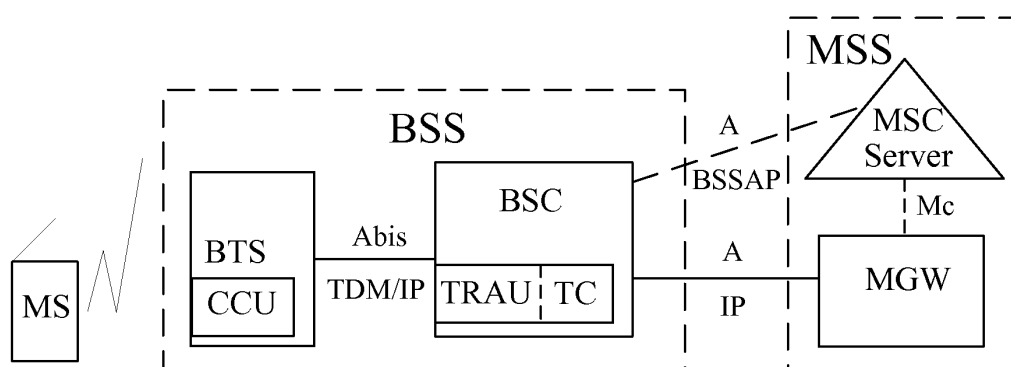 MSS
BSS
A
MSC
Server
BSSAP
BSC
Mc
BTS
Abis
A
MS
CCU
TDM/IP
TRAU
TC
IP
MGW